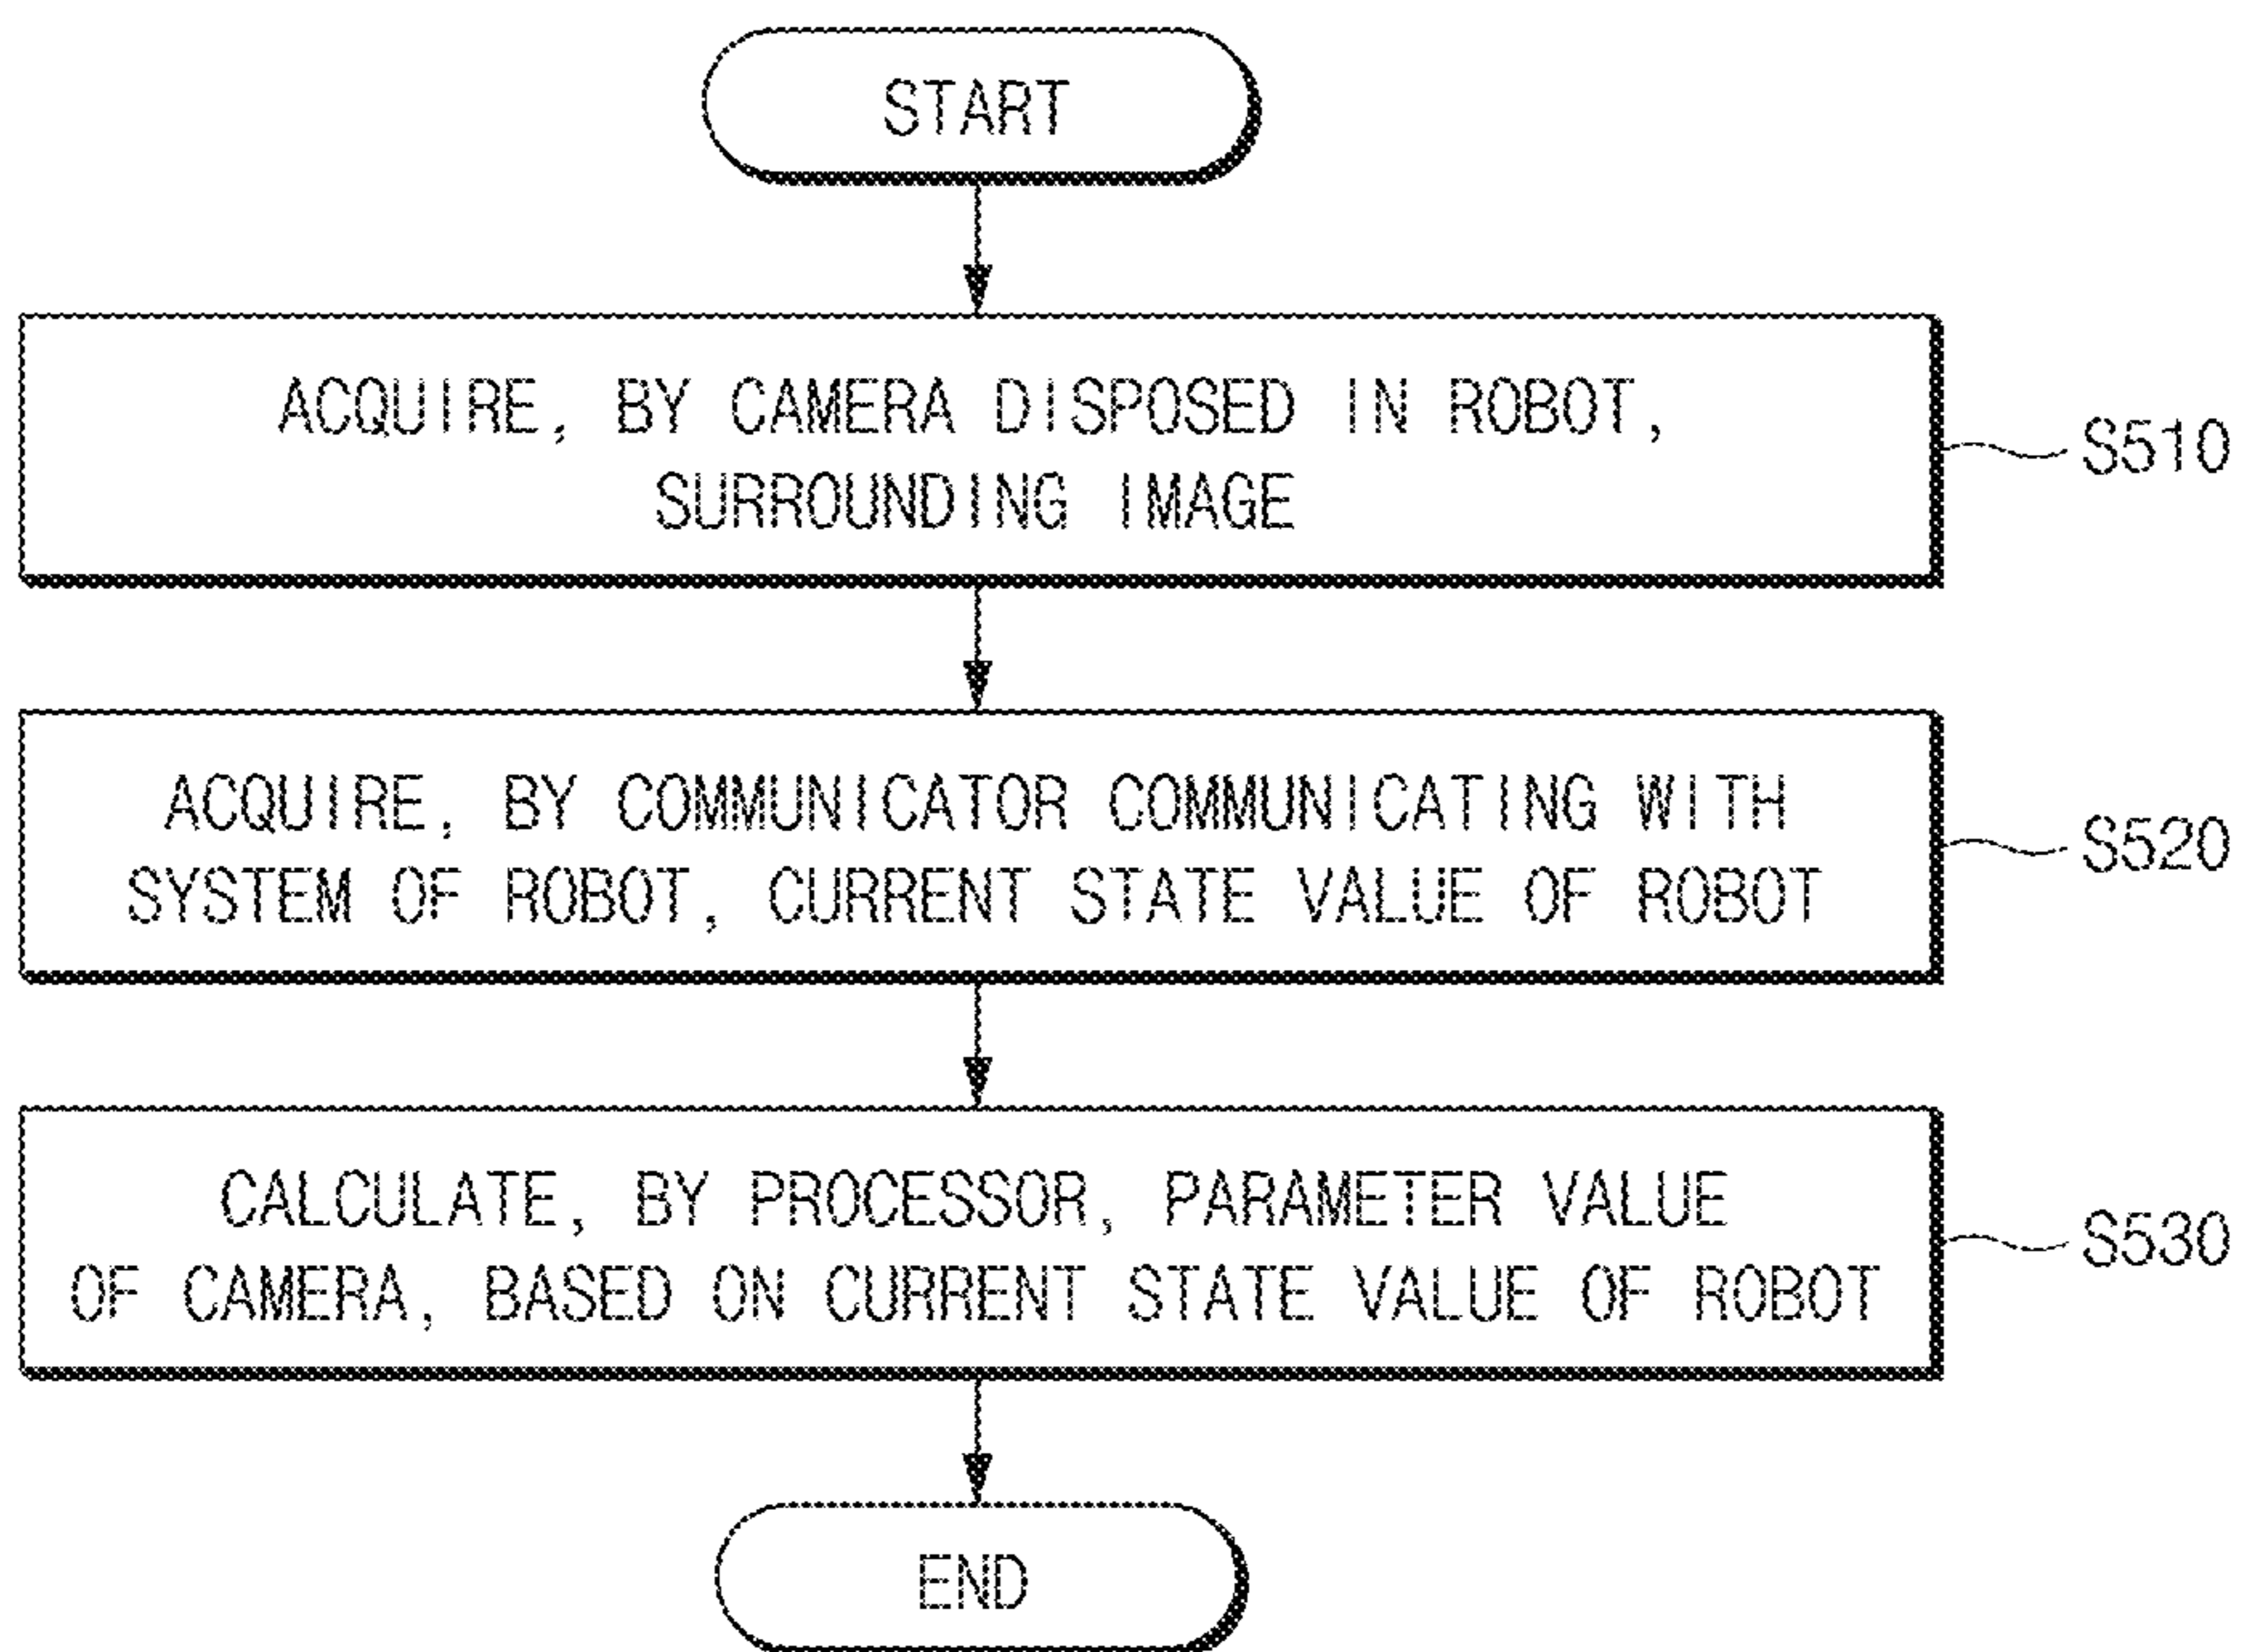 START
ACQUIRE, BY CAMERA DISPOSED IN ROBOT,
SURROUNDING IMAGE
S510
ACQUIRE, BY COMMUNICATOR COMMUNICATING WITH
SYSTEM OF ROBOT, CURRENT STATE VALUE OF ROBOT
S520
CALCULATE, BY PROCESSOR, PARAMETER VALUE
OF CAMERA, BASED ON CURRENT STATE VALUE OF ROBOT
S530
END